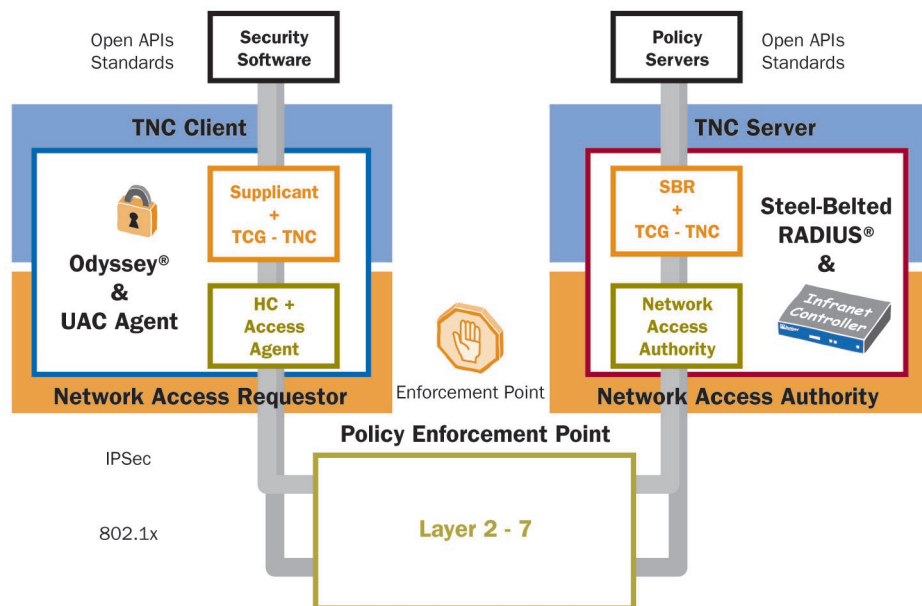 Open APIs
Standards
Security
Software
Policy
Servers
Open APIs
Standards
TNC Client
TNC Server
Odyssey®
&
UAC Agent
Supplicant
+
TCG - TNC
HC +
Access
Agent
SBR
+
TCG - TNC
Network
Access
Authority
Steel-Belted
RADIUS®
&
Infranet
Controller
Enforcement Point
Network Access Requestor
Network Access Authority
Policy Enforcement Point
IPSec
802.1x
Layer 2 - 7